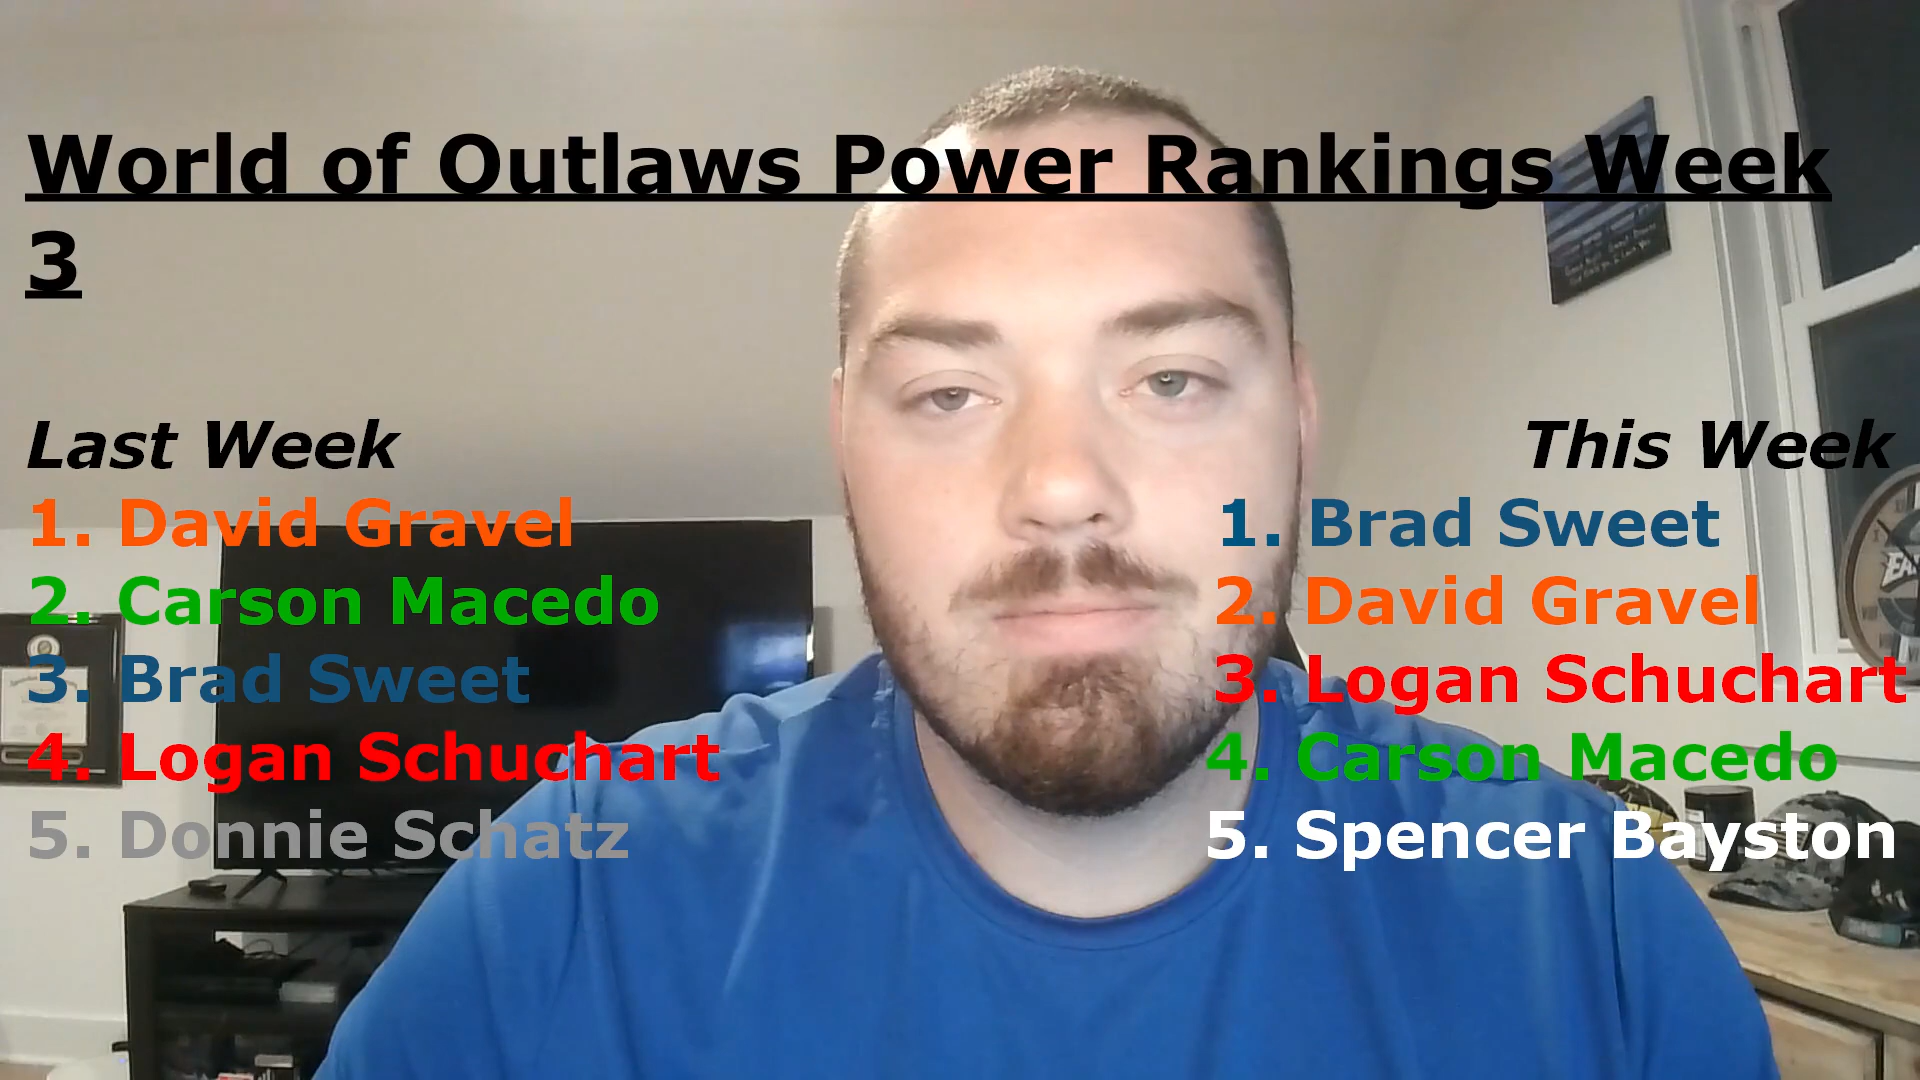 World of Outlaws Power Rankings Week
3
Last Week
1. David Gravel
2. Carson Macedo
3. Brad Sweet
4. Logan Schuchart
5. Donnie Schatz
This Week
1. Brad Sweet
2. David Gravel
3. Logan Schuchart
4. Carson Macedo
5. Spencer Bayston